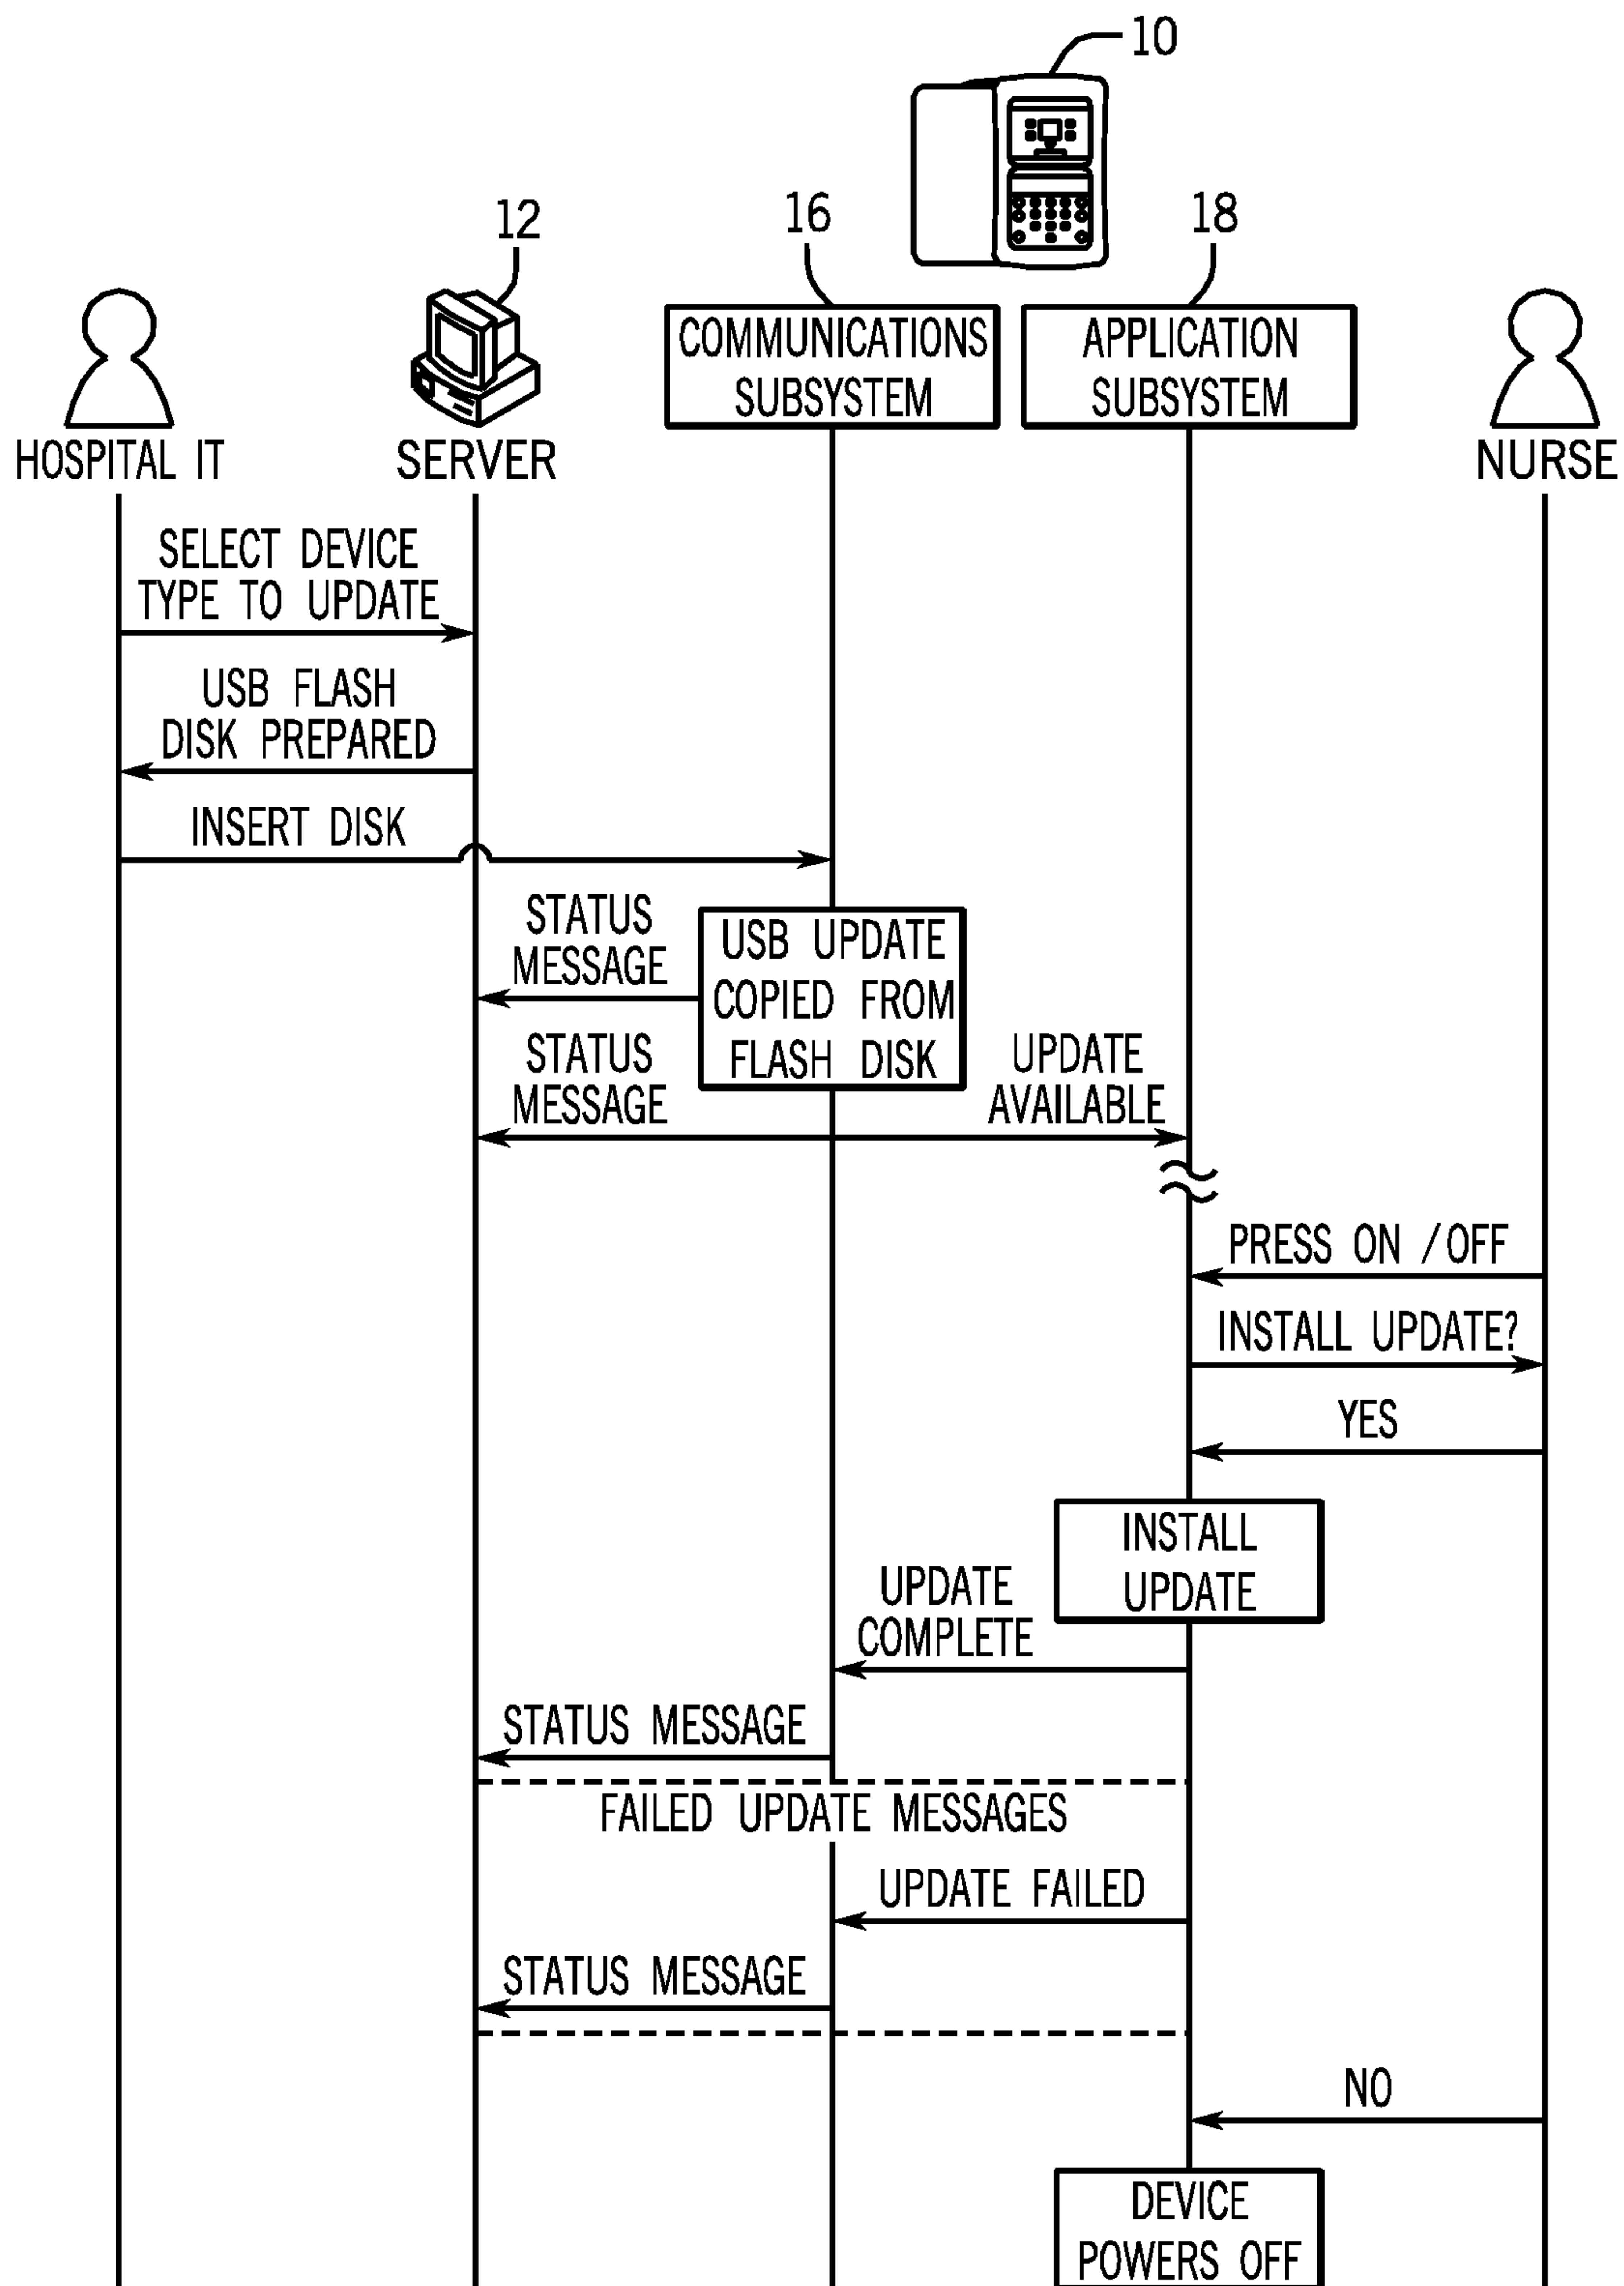 10
12
16
18
COMMUNICATIONS
SUBSYSTEM
APPLICATION
SUBSYSTEM
HOSPITAL IT
SERVER
NURSE
SELECT DEVICE
TYPE TO UPDATE
USB FLASH
DISK PREPARED
INSERT DISK
STATUS
MESSAGE
USB UPDATE
COPIED FROM
FLASH DISK
STATUS
MESSAGE
UPDATE
AVAILABLE
PRESS ON /OFF
INSTALL UPDATE?
YES
INSTALL
UPDATE
UPDATE
COMPLETE
STATUS MESSAGE
FAILED UPDATE MESSAGES
UPDATE FAILED
STATUS MESSAGE
NO
DEVICE
POWERS OFF